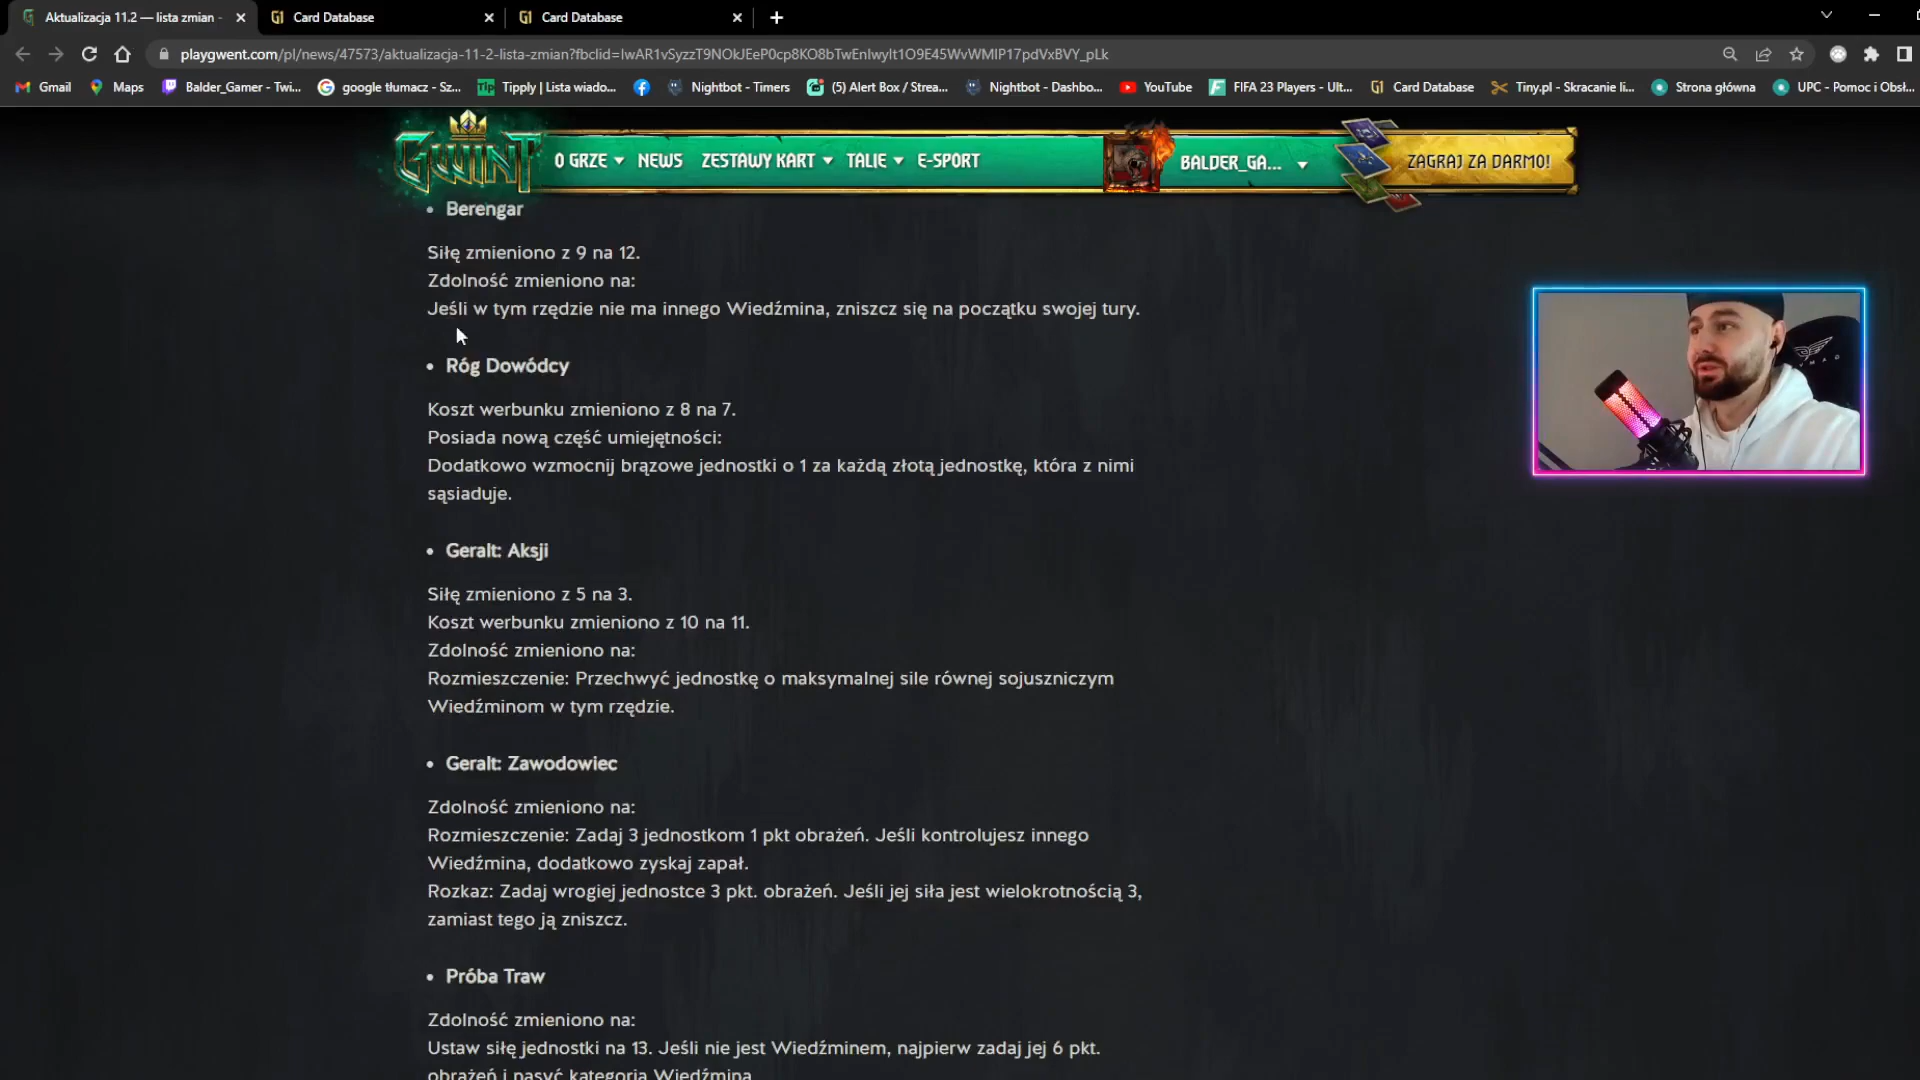 Aktualizacja 11.2 — lista zmian -
Card Database
Card Database
playgwent.com/pl/news/47573/aktualizacja-11-2-lista-zmian?fbclid=IwAR1vSyzzT9NOkJEeP0cp8KO8bTwEnIwylt1O9E45WvWMIP17pdVxBVY_pLk
Gmail
Maps
Balder_Gamer - Twi...
google tłumacz - Sz...
Tipply | Lista wiado...
Nightbot - Timers
(5) Alert Box / Strea...
Nightbot - Dashbo...
YouTube
FIFA 23 Players - Ult...
Card Database
Tiny.pl - Skracanie li...
Strona główna
UPC - Pomoc i Obsł...
GWINT
O GRZE
NEWS
ZESTAWY KART
TALIE
E-SPORT
BALDER_GA...
ZAGRAJ ZA DARMO!
• Berengar
Siłę zmieniono z 9 na 12.
Zdolność zmieniono na:
Jeśli w tym rzędzie nie ma innego Wiedźmina, zniszcz się na początku swojej tury.
• Róg Dowódcy
Koszt werbunku zmieniono z 8 na 7.
Posiada nową część umiejętności:
Dodatkowo wzmocnij brązowe jednostki o 1 za każdą złotą jednostkę, która z nimi
sąsiaduje.
• Geralt: Aksji
Siłę zmieniono z 5 na 3.
Koszt werbunku zmieniono z 10 na 11.
Zdolność zmieniono na:
Rozmieszczenie: Przechwyć jednostkę o maksymalnej sile równej sojuszniczym
Wiedźminom w tym rzędzie.
• Geralt: Zawodowiec
Zdolność zmieniono na:
Rozmieszczenie: Zadaj 3 jednostkom 1 pkt obrażeń. Jeśli kontrolujesz innego
Wiedźmina, dodatkowo zyskaj zapał.
Rozkaz: Zadaj wrogiej jednostce 3 pkt. obrażeń. Jeśli jej siła jest wielokrotnością 3,
zamiast tego ją zniszcz.
• Próba Traw
Zdolność zmieniono na:
Ustaw siłę jednostki na 13. Jeśli nie jest Wiedźminem, najpierw zadaj jej 6 pkt.
obrażeń i nasyć kategorią Wiedźmina